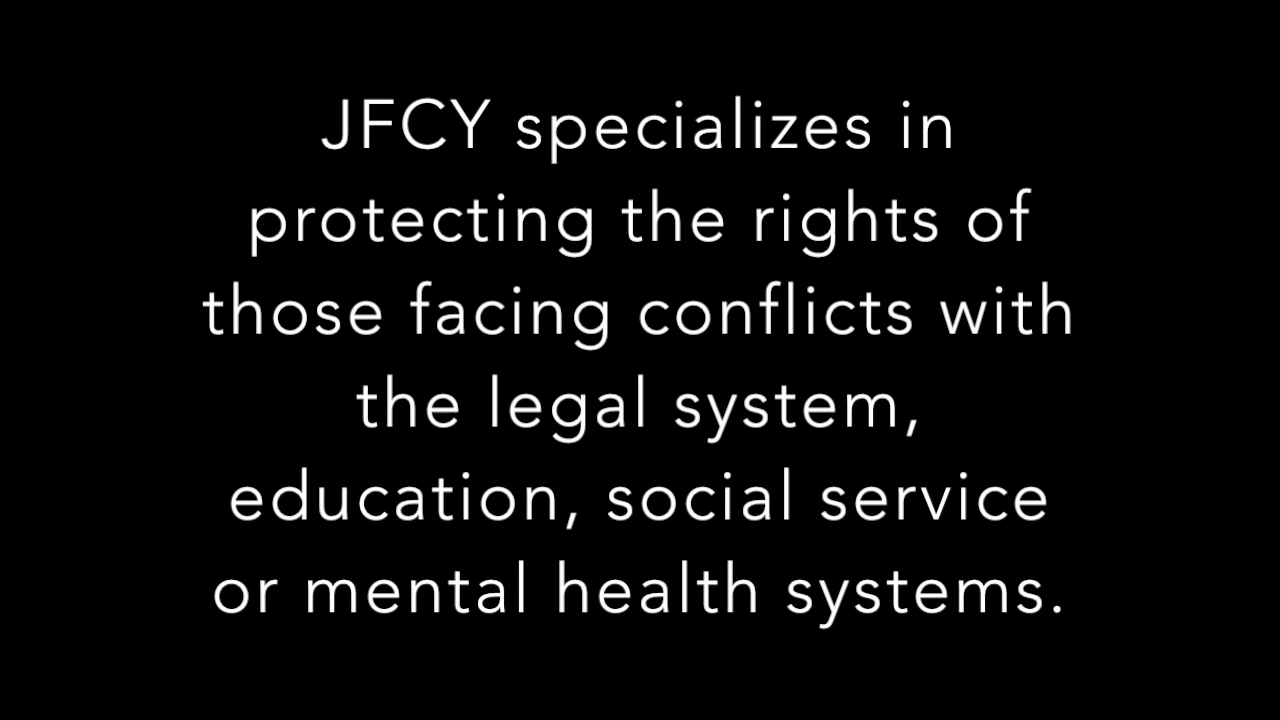 JFCY specializes in
protecting the rights of
those facing conflicts with
the legal system,
education, social service
or mental health systems.